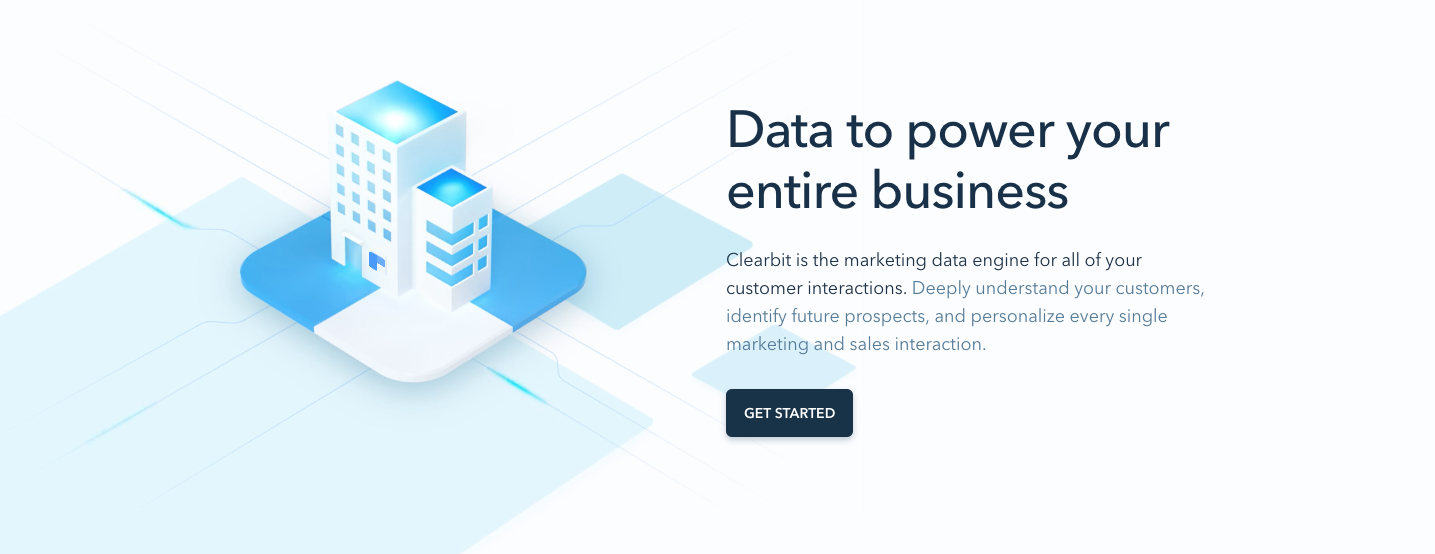 Data to power your
entire business
Clearbit is the marketing data engine for all of your
customer interactions. Deeply understand your customers,
identify future prospects, and personalize every single
marketing and sales interaction.
GET STARTED